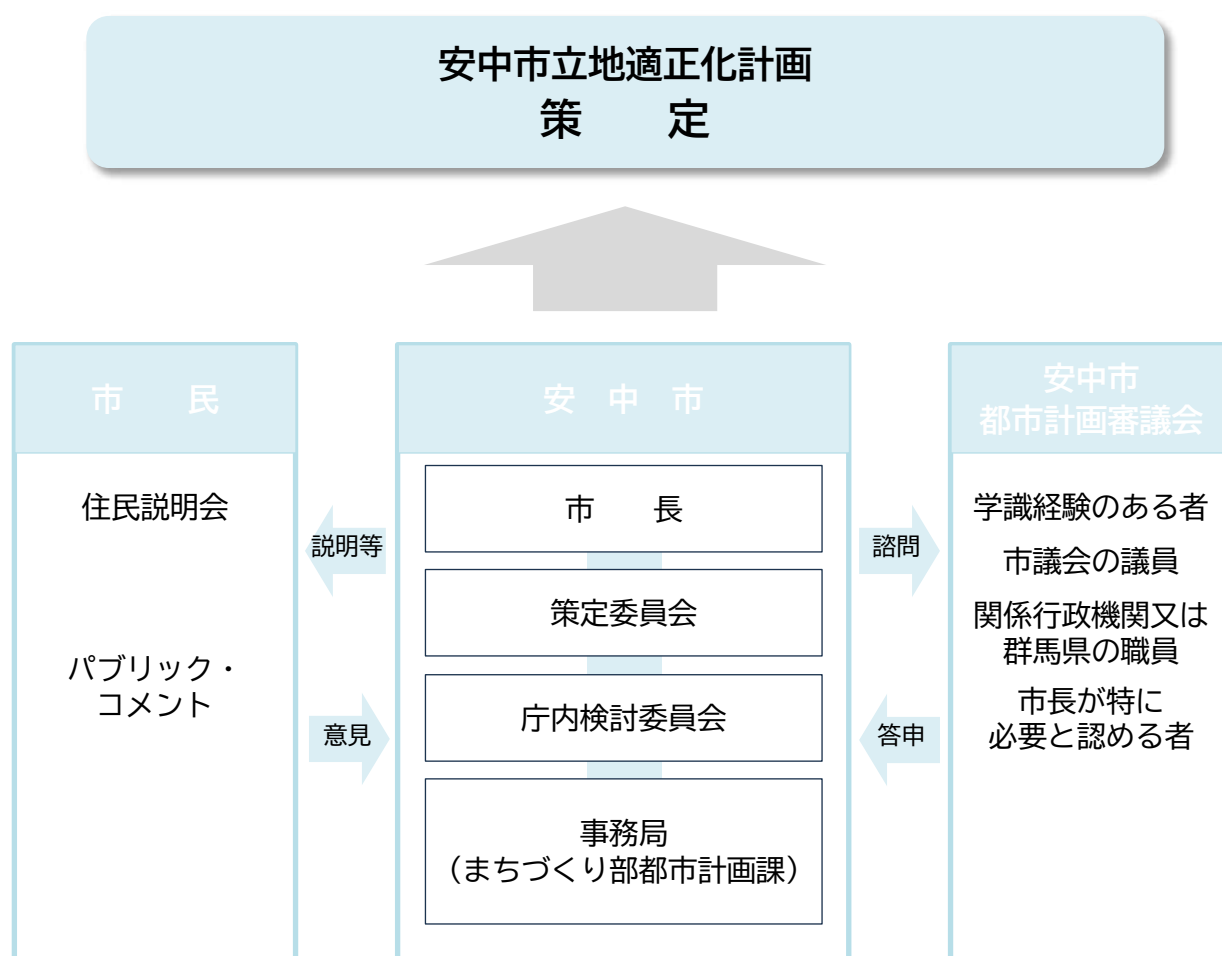 安中市立地適正化計画
策　　定
市　　民
住民説明会
パブリック・
コメント
説明等
意見
安　中　市
市　　長
策定委員会
庁内検討委員会
事務局
（まちづくり部都市計画課）
諮問
答申
安中市
都市計画審議会
学識経験のある者
市議会の議員
関係行政機関又は
群馬県の職員
市長が特に
必要と認める者